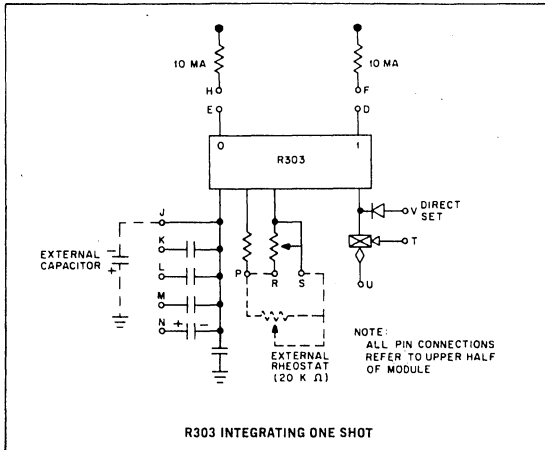 10 MA
10 MA
H
F
E
D
0
1
R303
J
V DIRECT
SET
K
T
EXTERNAL
CAPACITOR
-
+
L
P
R
S
U
M
N
+ -
EXTERNAL
RHEOSTAT
(20 K Ω)
NOTE:
ALL PIN CONNECTIONS
REFER TO UPPER HALF
OF MODULE
R303 INTEGRATING ONE SHOT